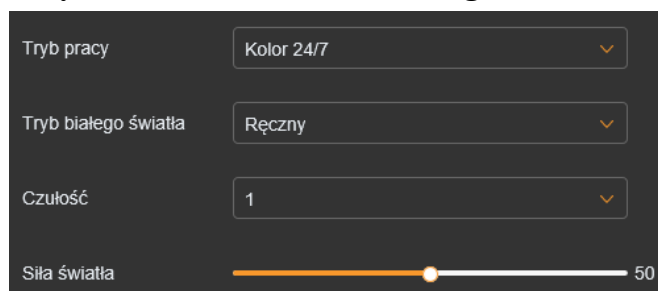 Tryb pracy Kolor 24/7
Tryb białego światła Ręczny
Czułość 1
Siła światła 50